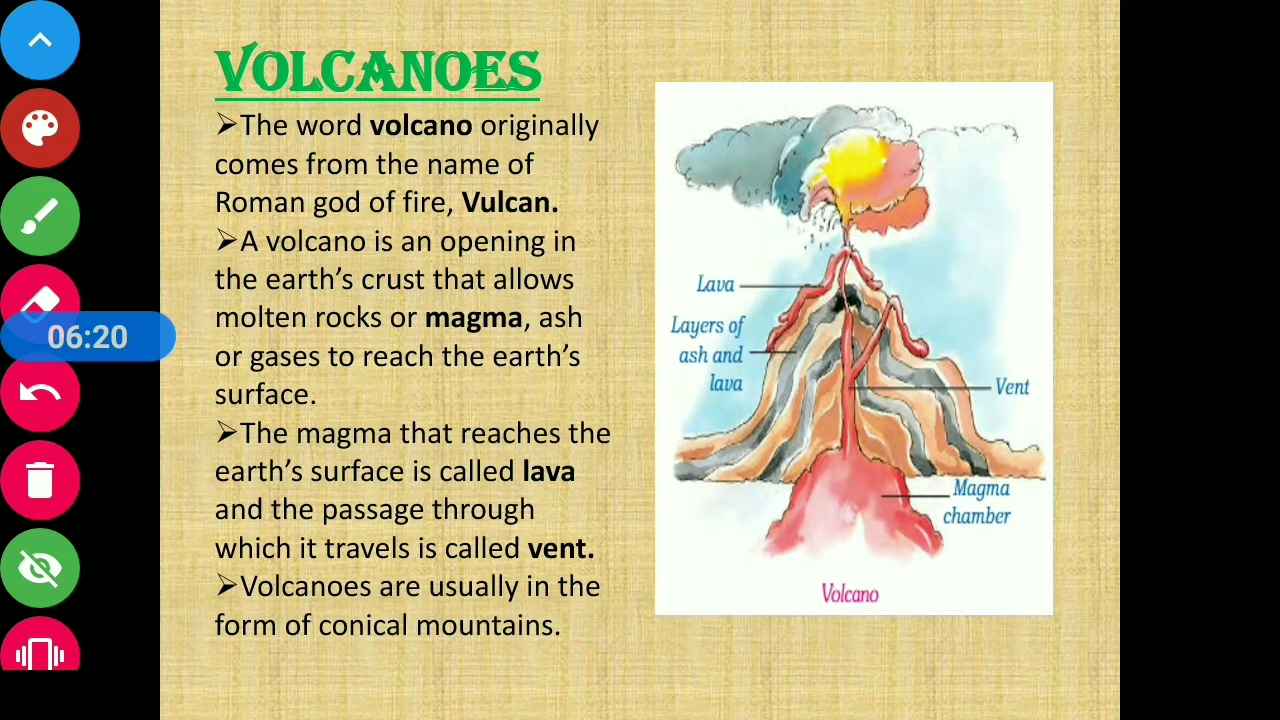 VOLCANOES
➢The word volcano originally
comes from the name of
Roman god of fire, Vulcan.
➢A volcano is an opening in
the earth’s crust that allows
molten rocks or magma, ash
or gases to reach the earth’s
surface.
➢The magma that reaches the
earth’s surface is called lava
and the passage through
which it travels is called vent.
➢Volcanoes are usually in the
form of conical mountains.
06:20
Lava
Layers of
ash and
lava
Vent
Magma
chamber
Volcano